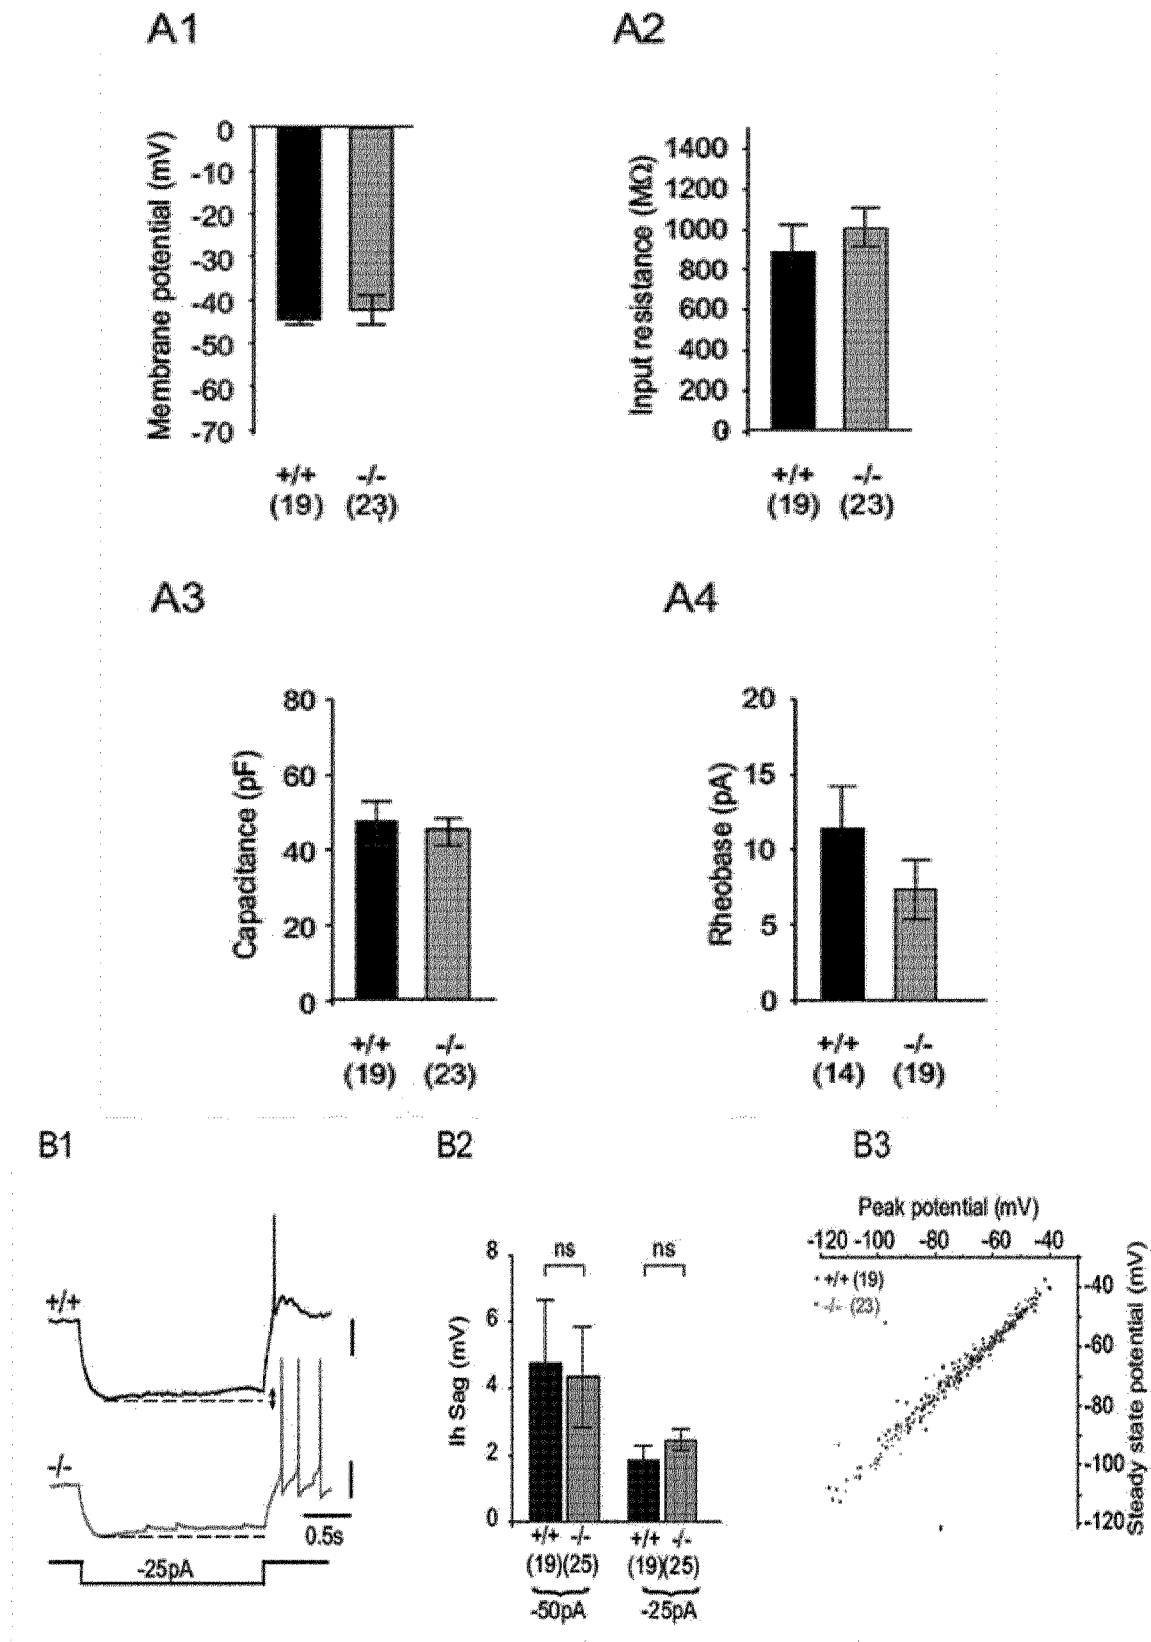 A1
A2
Membrane potential (mV)
0
-10
-20
-30
-40
-50
-60
-70
+/+ -/-
(19) (23)
Input resistance (MΩ)
1400
1200
1000
800
600
400
200
0
+/+ -/-
(19) (23)
A3
A4
Capacitance (pF)
80
60
40
20
0
+/+ -/-
(19) (23)
Rheobase (pA)
20
15
10
5
0
+/+ -/-
(14) (19)
B1
B2
B3
+/+
-/-
0.5s
-25pA
Ih Sag (mV)
8
6
4
2
0
ns ns
+/+ -/- +/+ -/-
(19)(25) (19)(25)
-50pA -25pA
Peak potential (mV)
-120 -100 -80 -60 -40
+/+ (19)
-/- (23)
-40
-60
-80
-100
-120
Steady state potential (mV)